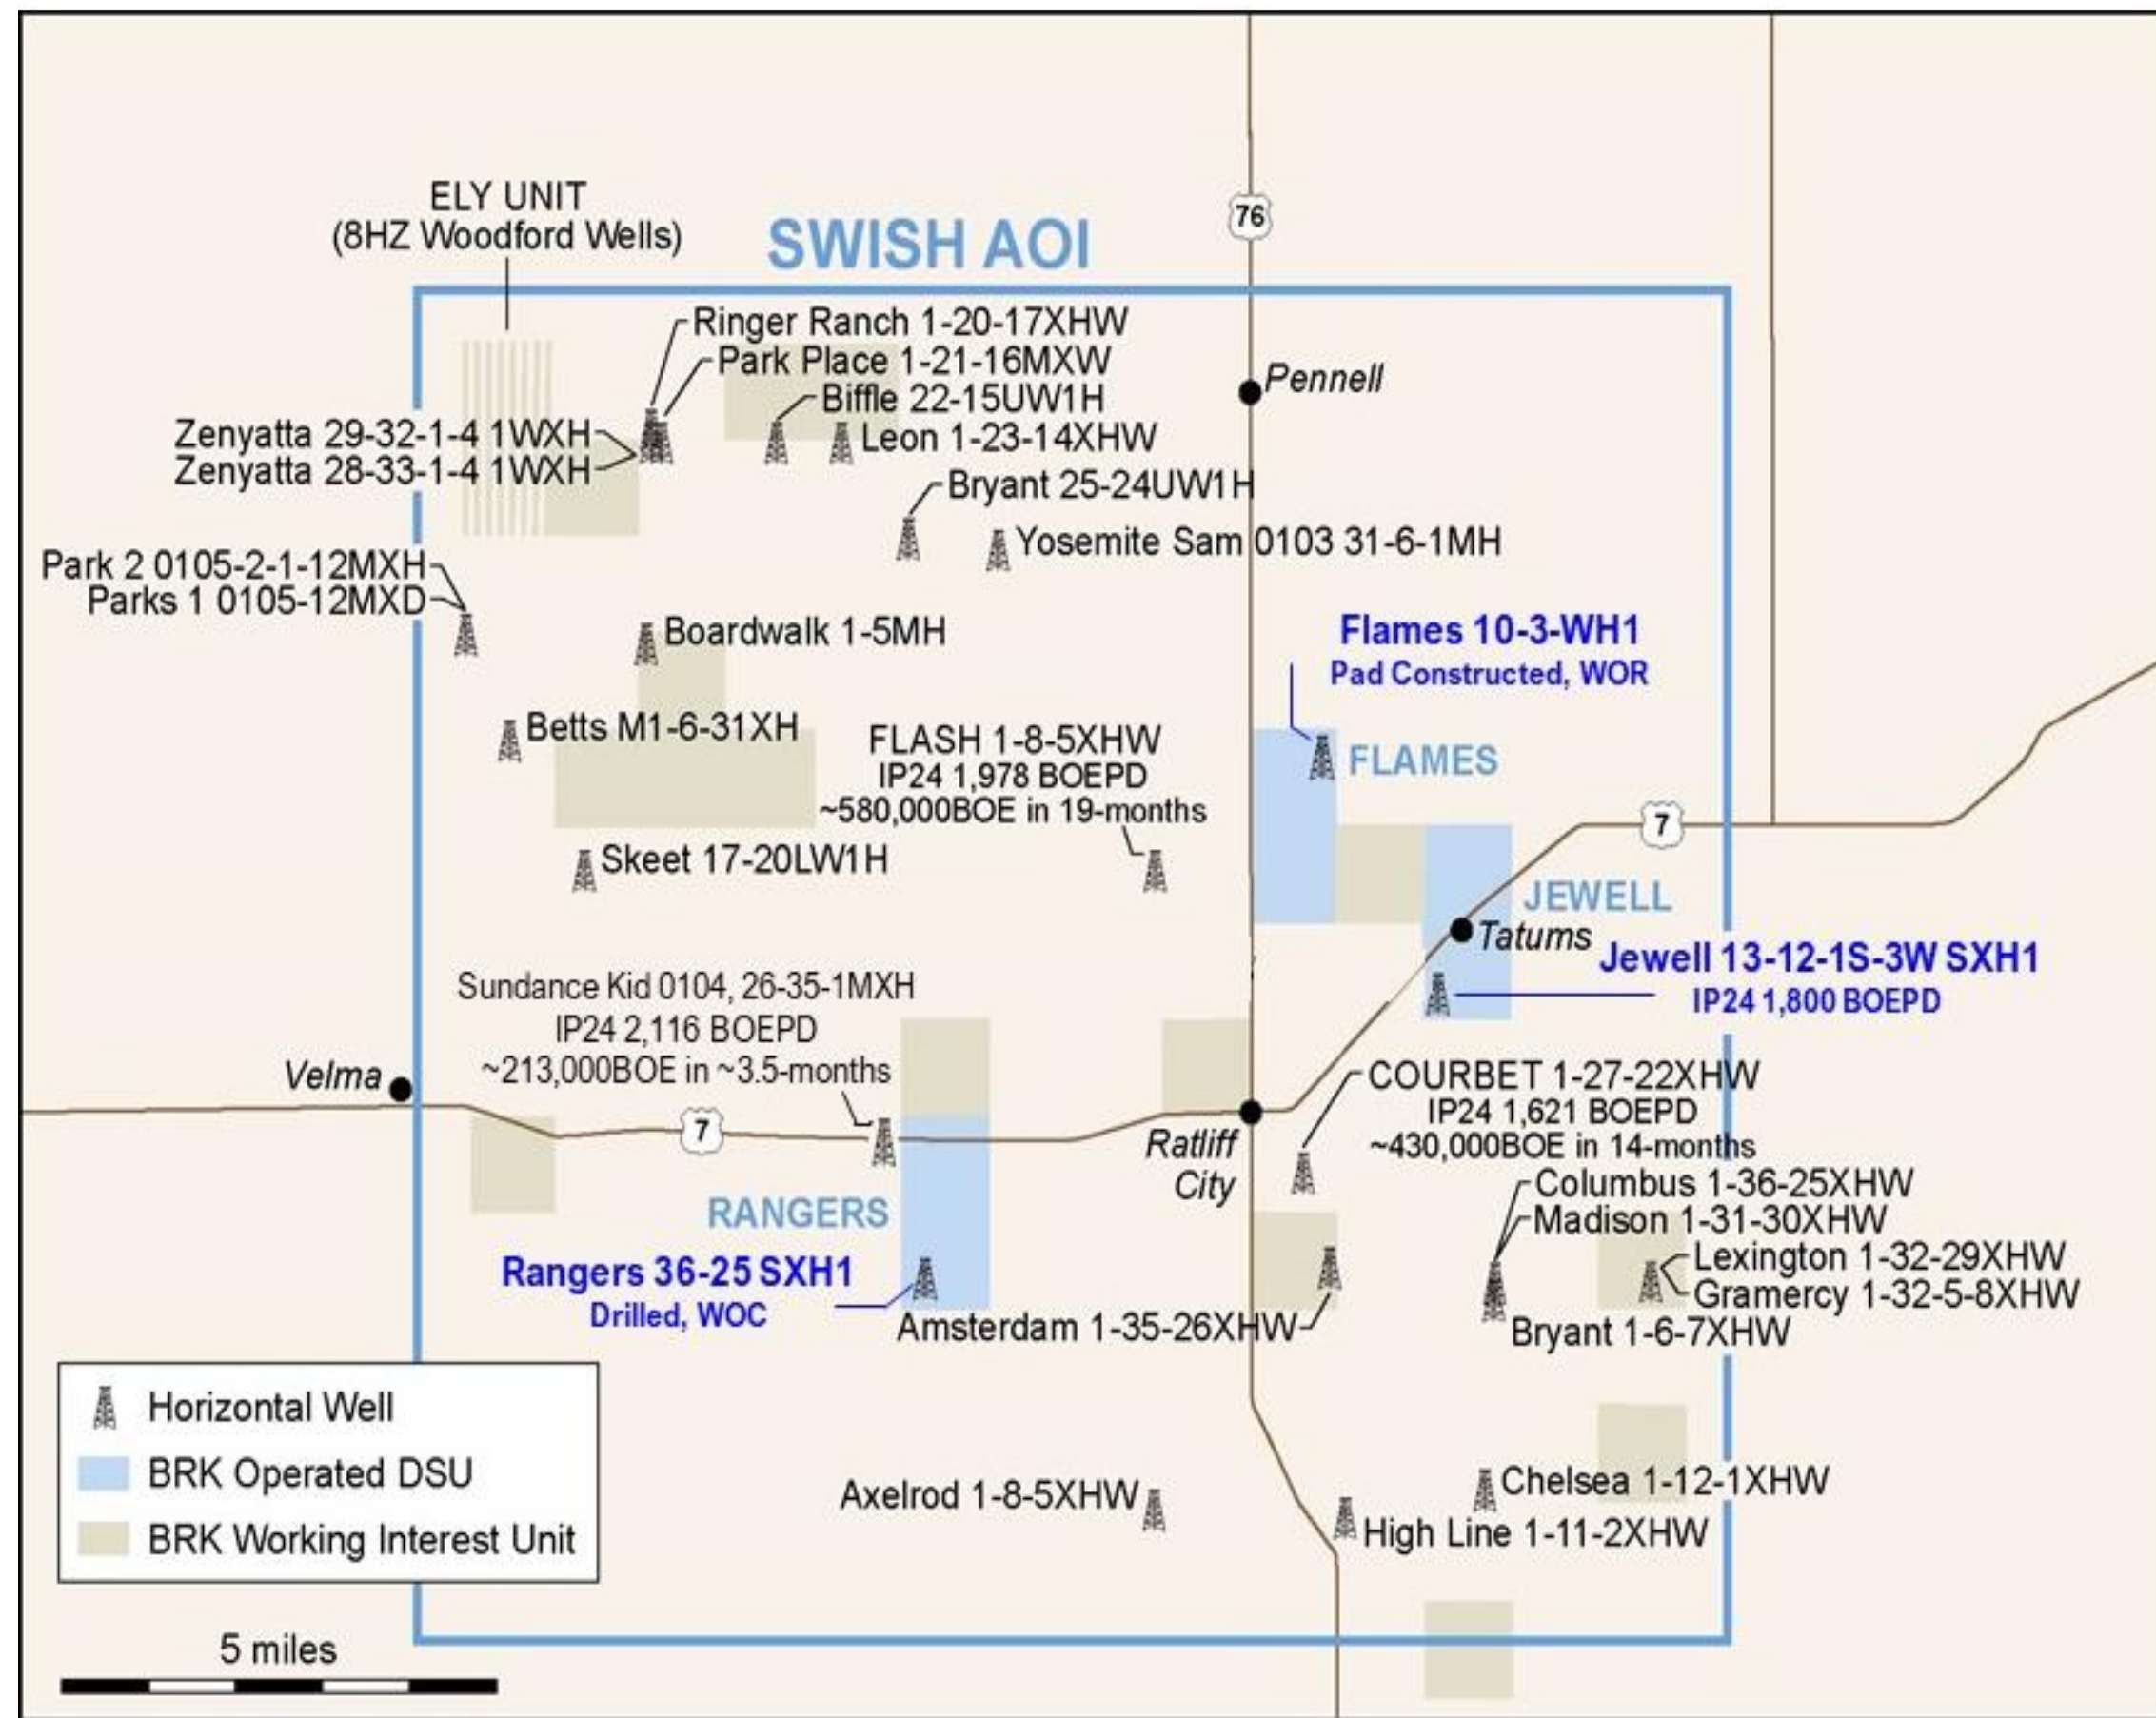 ELY UNIT
(8HZ Woodford Wells)
SWISH AOI
76
Ringer Ranch 1-20-17XHW
Park Place 1-21-16MXW
Biffle 22-15UW1H
Leon 1-23-14XHW
Pennell
Zenyatta 29-32-1-4 1WXH
Zenyatta 28-33-1-4 1WXH
Bryant 25-24UW1H
Yosemite Sam 0103 31-6-1MH
Park 2 0105-2-1-12MXH
Parks 1 0105-12MXD
Boardwalk 1-5MH
Flames 10-3-WH1
Pad Constructed, WOR
Betts M1-6-31XH
FLASH 1-8-5XHW
IP24 1,978 BOEPD
~580,000BOE in 19-months
FLAMES
7
Skeet 17-20LW1H
JEWELL
Tatums
Jewell 13-12-1S-3W SXH1
IP24 1,800 BOEPD
Sundance Kid 0104, 26-35-1MXH
IP24 2,116 BOEPD
~213,000BOE in ~3.5-months
Velma
7
COURBET 1-27-22XHW
IP24 1,621 BOEPD
~430,000BOE in 14-months
Ratliff
City
Columbus 1-36-25XHW
Madison 1-31-30XHW
Lexington 1-32-29XHW
Gramercy 1-32-5-8XHW
Bryant 1-6-7XHW
RANGERS
Rangers 36-25 SXH1
Drilled, WOC
Amsterdam 1-35-26XHW
Horizontal Well
BRK Operated DSU
BRK Working Interest Unit
Axelrod 1-8-5XHW
Chelsea 1-12-1XHW
High Line 1-11-2XHW
5 miles